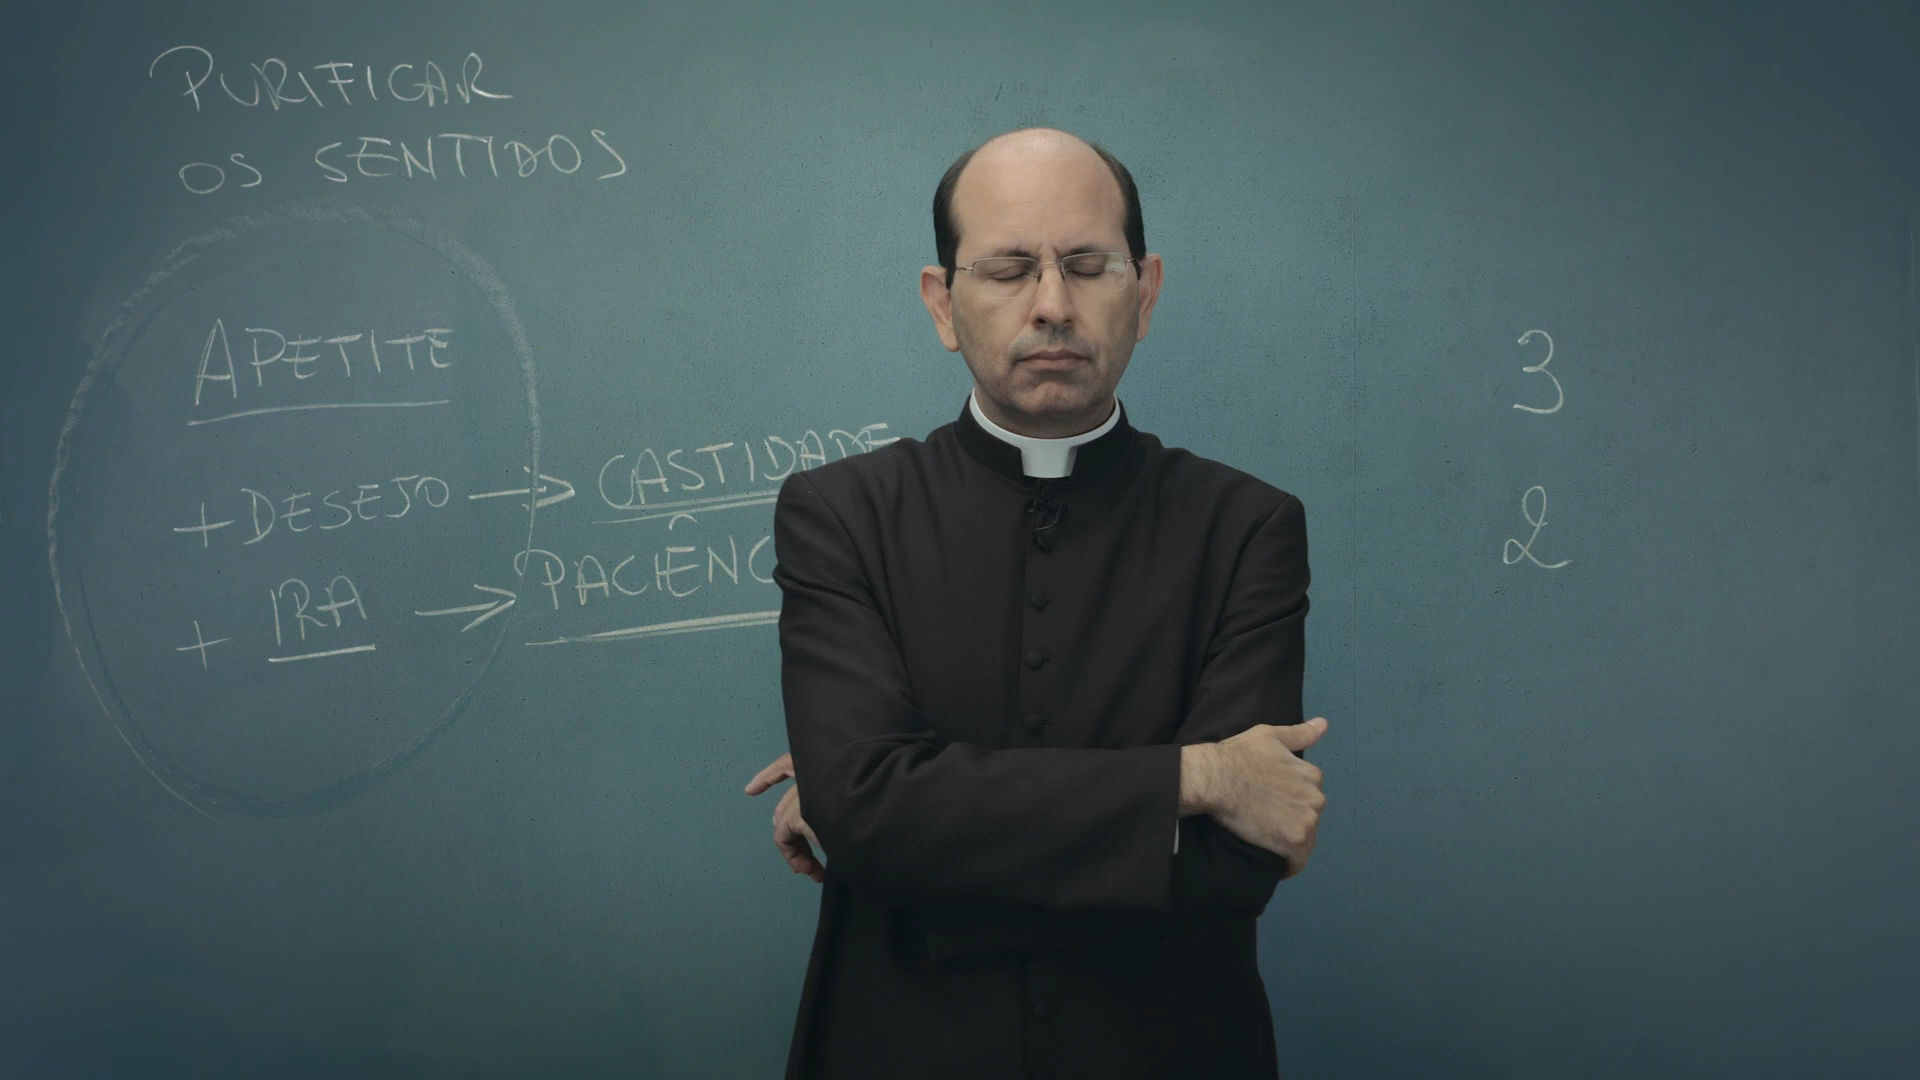 PURIFICAR
OS SENTIDOS
APETITE
+ DESEJO → CASTIDADE
+ IRA → PACIÊNC
3
2